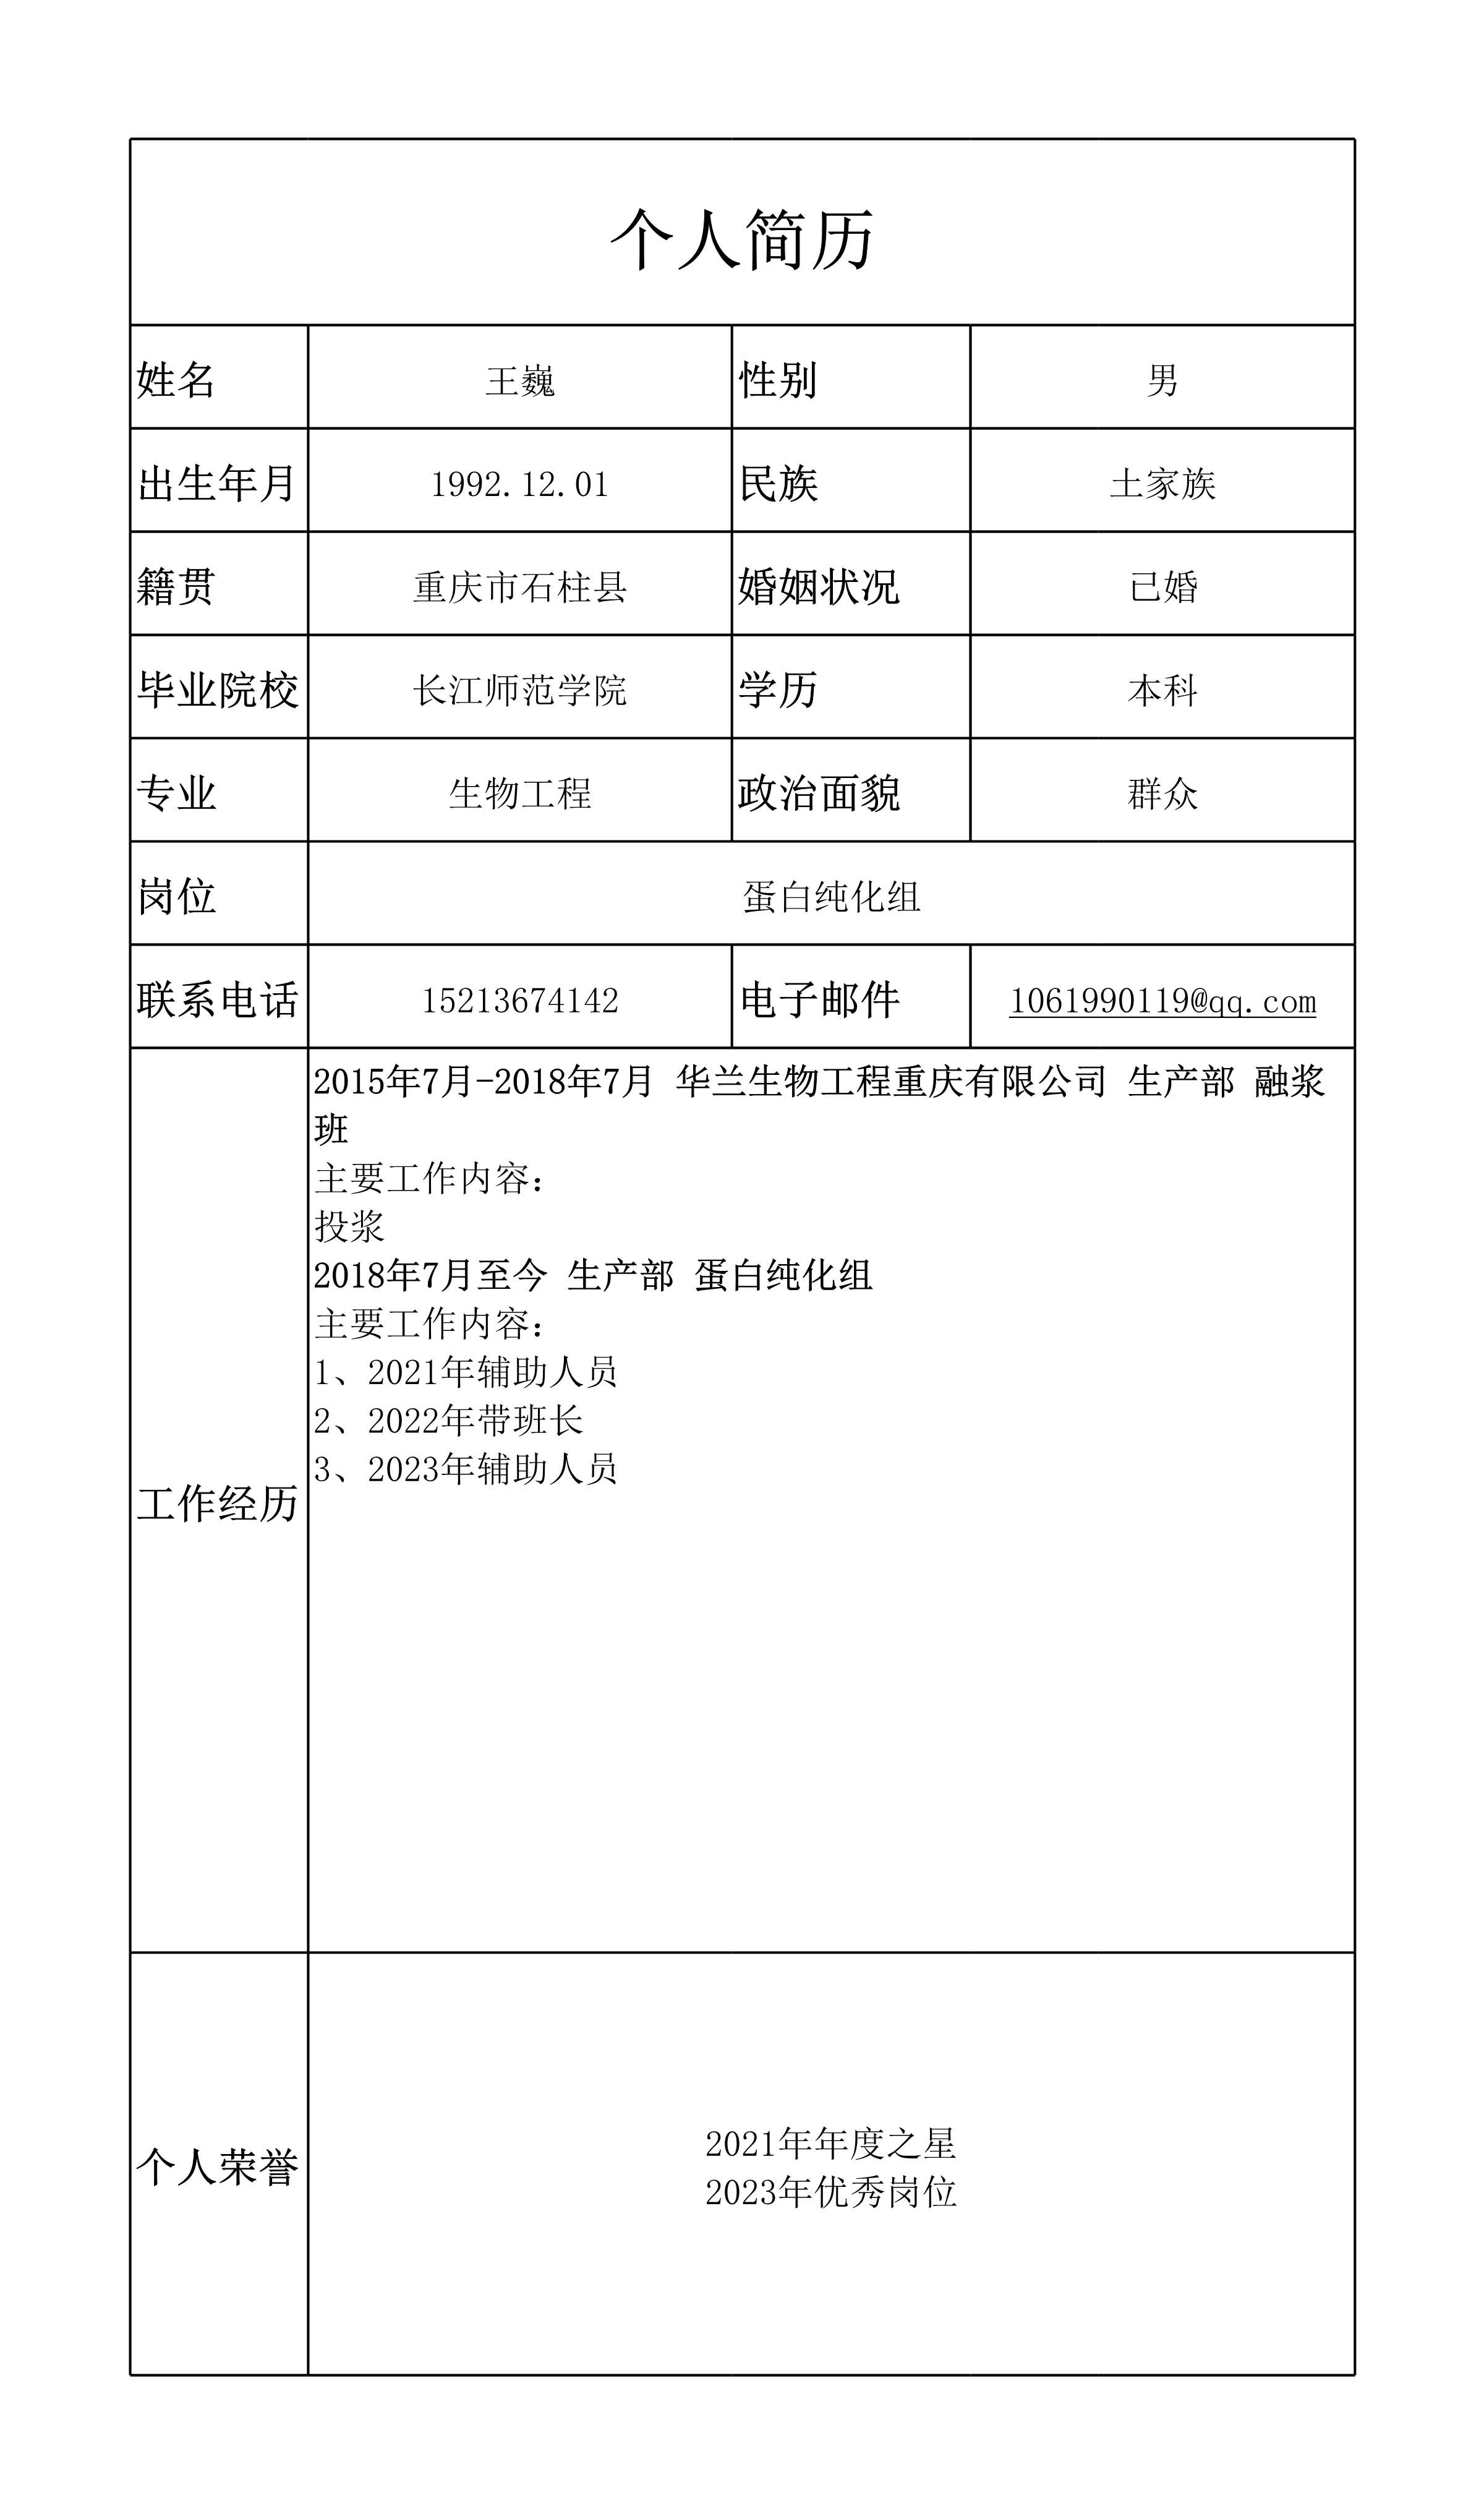 个人简历
姓名 王巍 性别 男
出生年月 1992.12.01 民族 土家族
籍贯 重庆市石柱县 婚姻状况 已婚
毕业院校 长江师范学院 学历 本科
专业 生物工程 政治面貌 群众
岗位 蛋白纯化组
联系电话 15213674142 电子邮件 1061990119@qq.com
2015年7月-2018年7月 华兰生物工程重庆有限公司 生产部 融浆
班
主要工作内容：
投浆
2018年7月至今 生产部 蛋白纯化组
主要工作内容：
1、2021年辅助人员
2、2022年带班长
3、2023年辅助人员
工作经历
2021年年度之星
个人荣誉
2023年优秀岗位